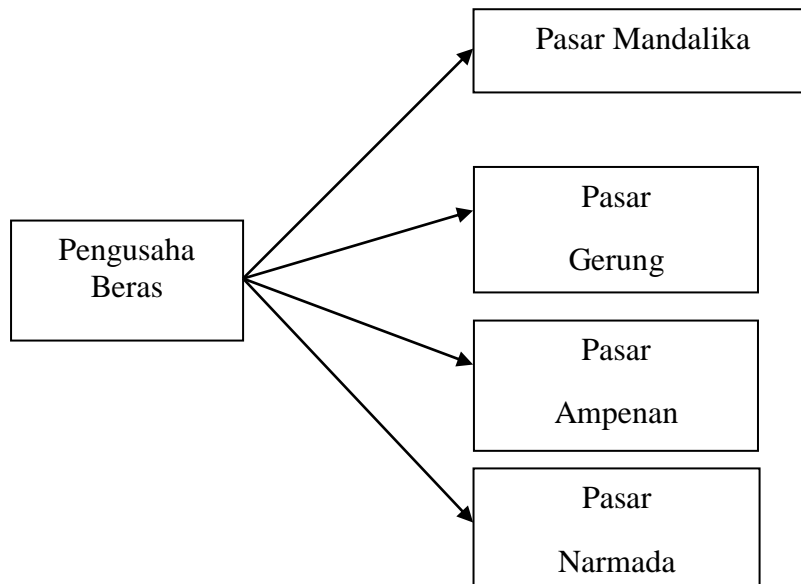 Pasar Mandalika
Pasar
Gerung
Pengusaha
Beras
Pasar
Ampenan
Pasar
Narmada